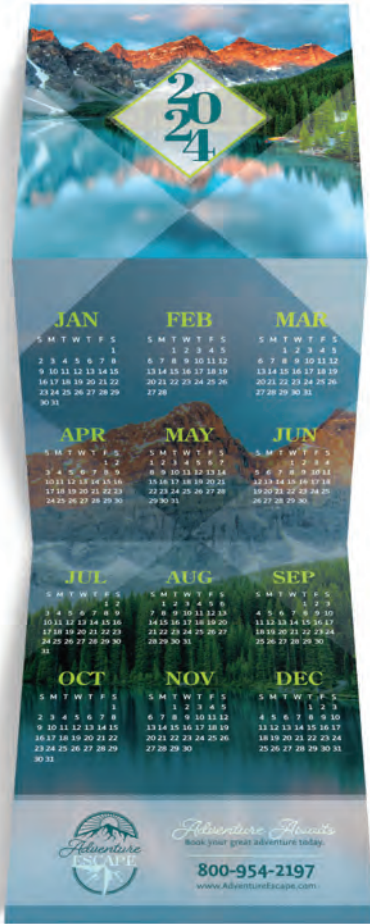 2024
JAN
S M T W T F S
1
2 3 4 5 6 7 8
9 10 11 12 13 14 15
16 17 18 19 20 21 22
23 24 25 26 27 28 29
30 31
FEB
S M T W T F S
1 2 3 4 5
6 7 8 9 10 11 12
13 14 15 16 17 18 19
20 21 22 23 24 25 26
27 28
MAR
S M T W T F S
1 2 3 4 5
6 7 8 9 10 11 12
13 14 15 16 17 18 19
20 21 22 23 24 25 26
27 28 29 30 31
APR
S M T W T F S
1 2
3 4 5 6 7 8 9
10 11 12 13 14 15 16
17 18 19 20 21 22 23
24 25 26 27 28 29 30
MAY
S M T W T F S
1 2 3 4 5 6 7
8 9 10 11 12 13 14
15 16 17 18 19 20 21
22 23 24 25 26 27 28
29 30 31
JUN
S M T W T F S
1 2 3 4
5 6 7 8 9 10 11
12 13 14 15 16 17 18
19 20 21 22 23 24 25
26 27 28 29 30
JUL
S M T W T F S
1 2
3 4 5 6 7 8 9
10 11 12 13 14 15 16
17 18 19 20 21 22 23
24 25 26 27 28 29 30
31
AUG
S M T W T F S
1 2 3 4 5 6
7 8 9 10 11 12 13
14 15 16 17 18 19 20
21 22 23 24 25 26 27
28 29 30 31
SEP
S M T W T F S
1 2 3
4 5 6 7 8 9 10
11 12 13 14 15 16 17
18 19 20 21 22 23 24
25 26 27 28 29 30
OCT
S M T W T F S
1
2 3 4 5 6 7 8
9 10 11 12 13 14 15
16 17 18 19 20 21 22
23 24 25 26 27 28 29
30 31
NOV
S M T W T F S
1 2 3 4 5
6 7 8 9 10 11 12
13 14 15 16 17 18 19
20 21 22 23 24 25 26
27 28 29 30
DEC
S M T W T F S
1 2 3
4 5 6 7 8 9 10
11 12 13 14 15 16 17
18 19 20 21 22 23 24
25 26 27 28 29 30 31
Adventure
ESCAPE
Adventure Awaits
Book your great adventure today.
800-954-2197
www.AdventureEscape.com